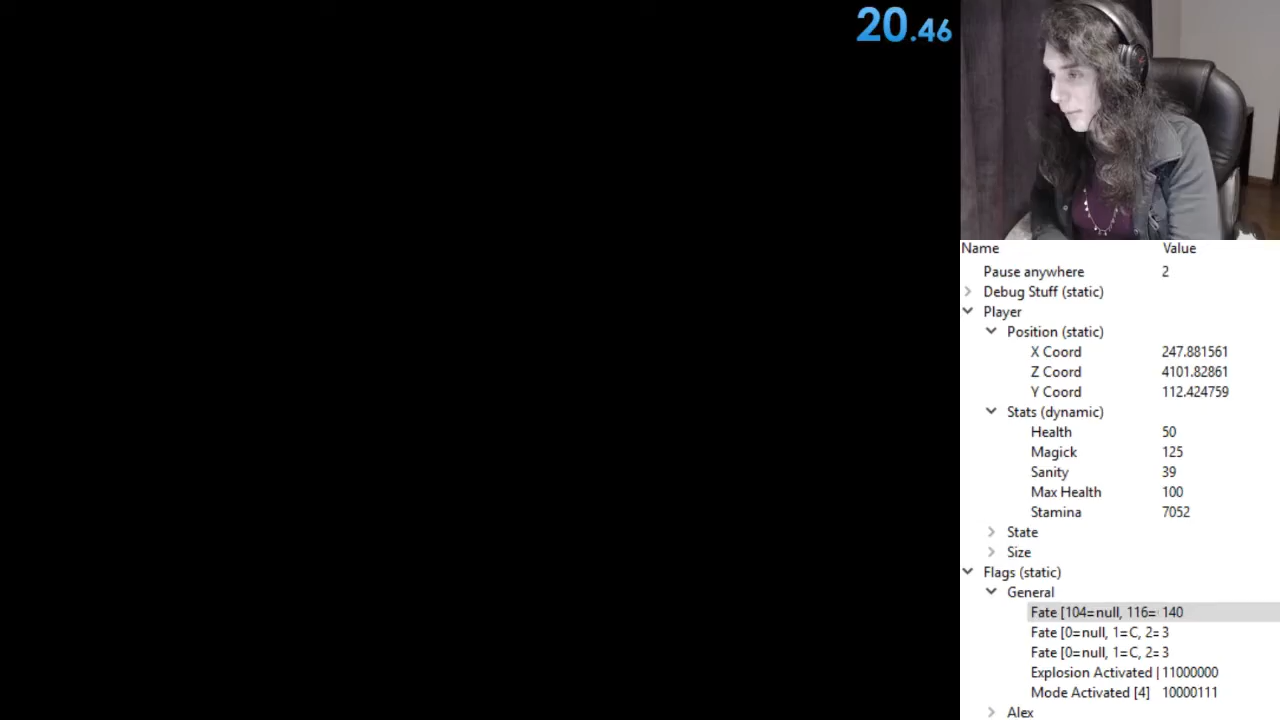 20.46
Name Value
Pause anywhere 2
Debug Stuff (static)
Player
Position (static)
X Coord 247.881561
Z Coord 4101.82861
Y Coord 112.424759
Stats (dynamic)
Health 50
Magick 125
Sanity 39
Max Health 100
Stamina 7052
State
Size
Flags (static)
General
Fate [104=null, 116= 140
Fate [0=null, 1=C, 2= 3
Fate [0=null, 1=C, 2= 3
Explosion Activated [ 11000000
Mode Activated [4] 10000111
Alex